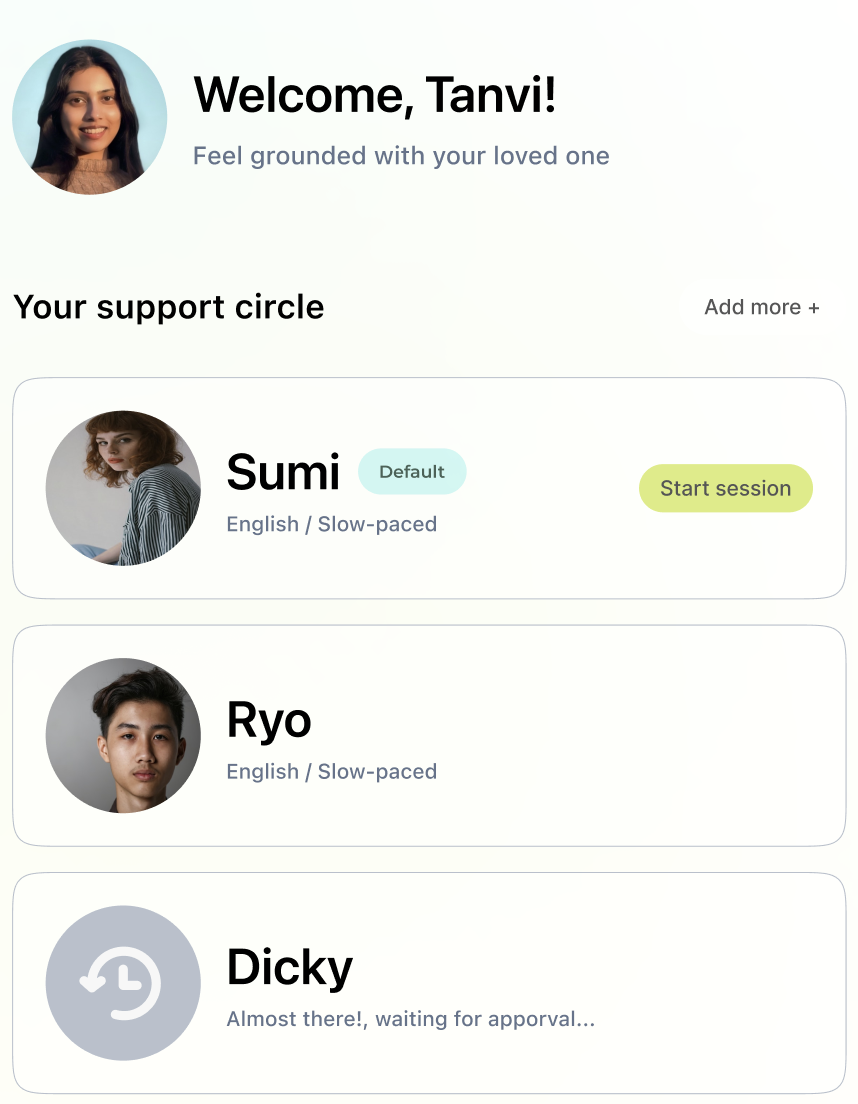 Welcome, Tanvi!
Feel grounded with your loved one
Your support circle
Add more +
Sumi
Default
English / Slow-paced
Start session
Ryo
English / Slow-paced
Dicky
Almost there!, waiting for apporval...